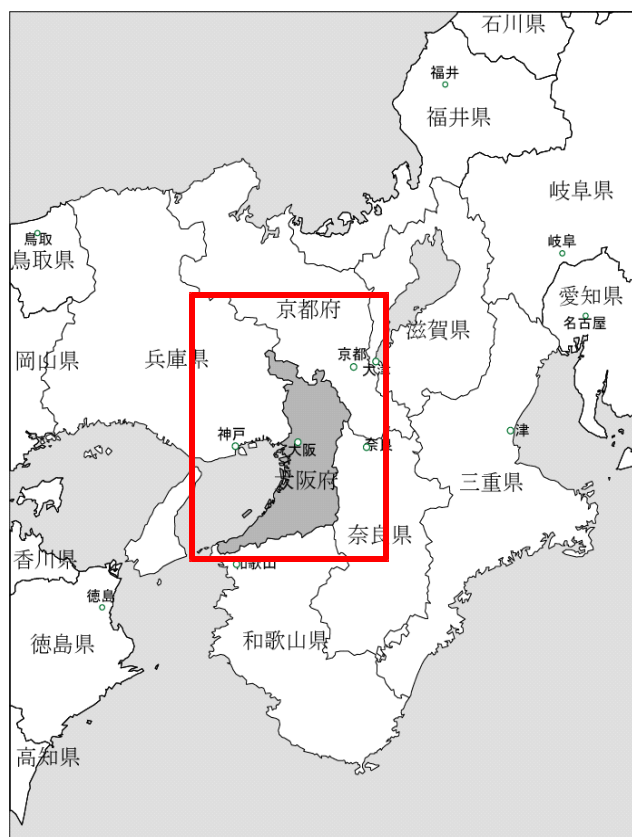 石川県
福井
福井県
岐阜県
鳥取
鳥取県
岐阜
愛知県
名古屋
京都府
滋賀県
岡山県
兵庫県
京都
大津
神戸
大阪
奈良
津
大阪府
三重県
奈良県
香川県
和歌山
徳島
徳島県
和歌山県
高知県